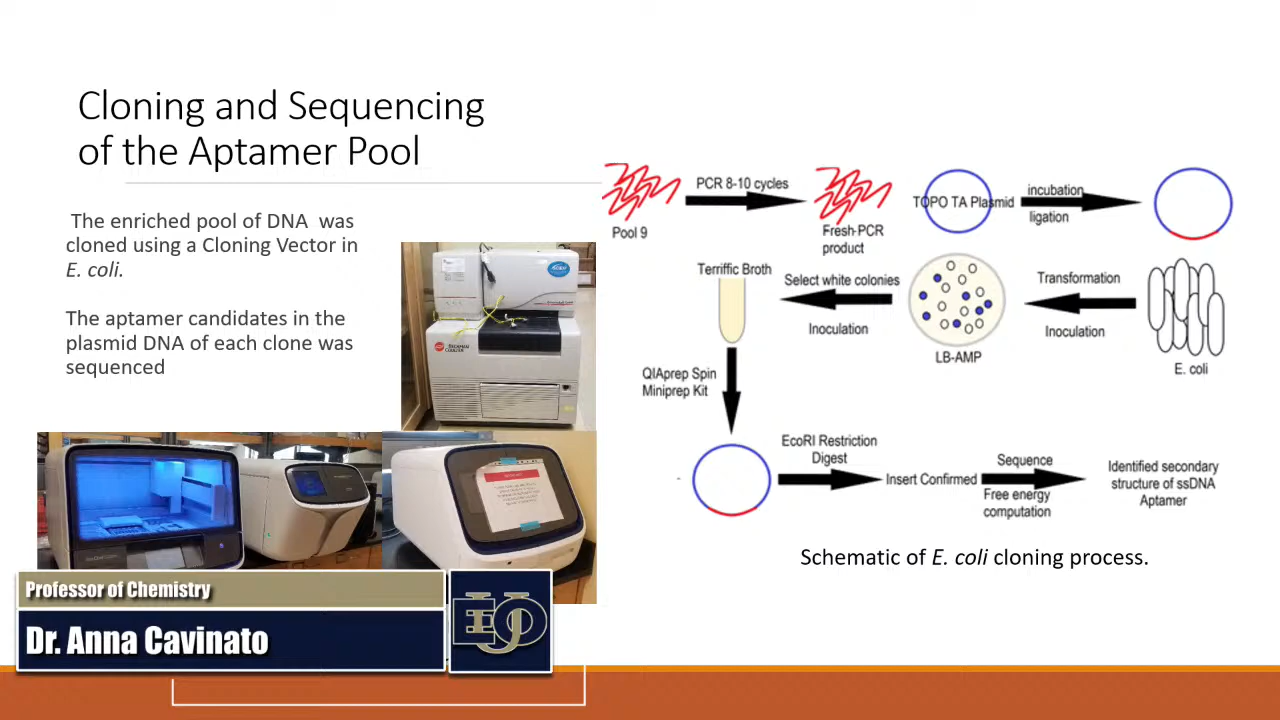 Cloning and Sequencing
of the Aptamer Pool
The enriched pool of DNA was
cloned using a Cloning Vector in
E. coli.
The aptamer candidates in the
plasmid DNA of each clone was
sequenced
PCR 8-10 cycles
Pool 9
Fresh-PCR
product
TOPO TA Plasmid
incubation
ligation
Terriffic Broth
Select white colonies
Inoculation
LB-AMP
Transformation
Inoculation
E. coli
QIAprep Spin
Miniprep Kit
EcoRI Restriction
Digest
Insert Confirmed
Sequence
Free energy
computation
Identified secondary
structure of ssDNA
Aptamer
Schematic of E. coli cloning process.
BECKMAN
COULTER
Professor of Chemistry
Dr. Anna Cavinato
EOU